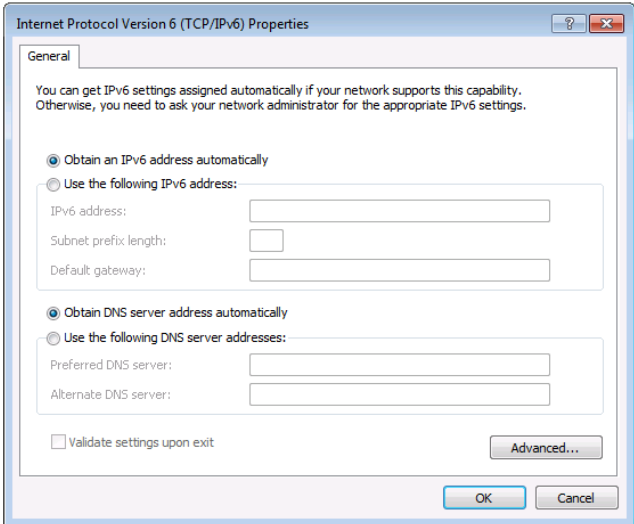 Internet Protocol Version 6 (TCP/IPv6) Properties
General
You can get IPv6 settings assigned automatically if your network supports this capability.
Otherwise, you need to ask your network administrator for the appropriate IPv6 settings.
Obtain an IPv6 address automatically
Use the following IPv6 address:
IPv6 address:
Subnet prefix length:
Default gateway:
Obtain DNS server address automatically
Use the following DNS server addresses:
Preferred DNS server:
Alternate DNS server:
Validate settings upon exit
Advanced...
OK
Cancel